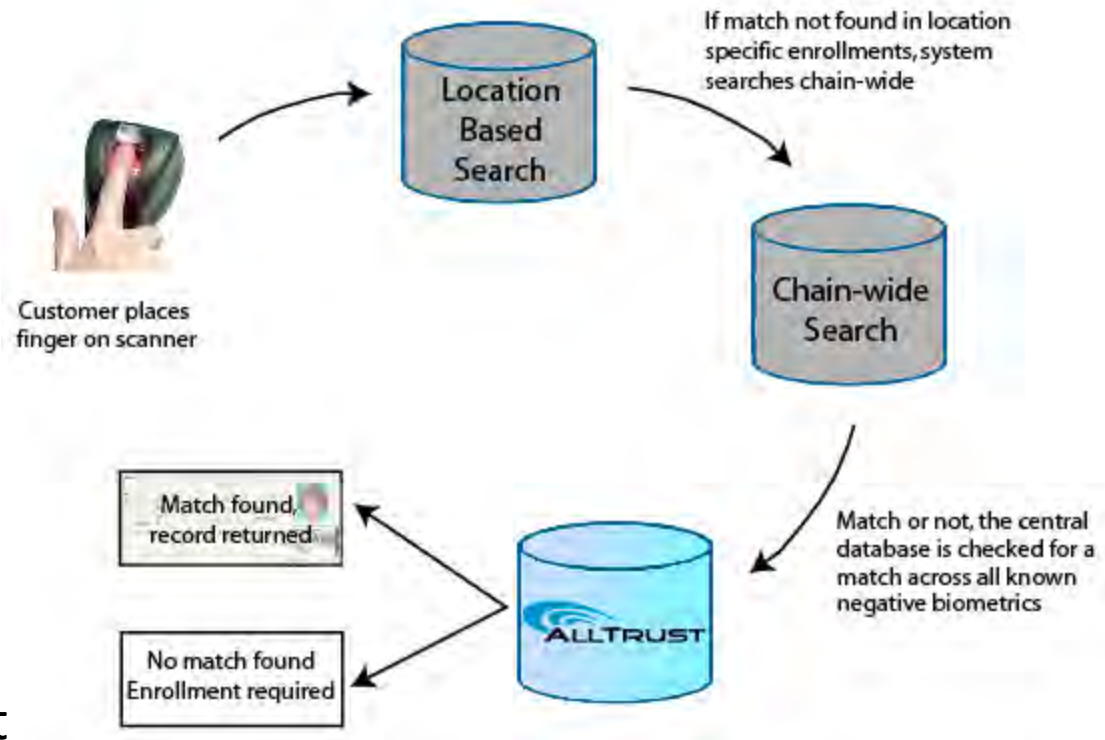 If match not found in location
specific enrollments, system
searches chain-wide
Location
Based
Search
Customer places
finger on scanner
Chain-wide
Search
Match or not, the central
database is checked for a
match across all known
negative biometrics
Match found,
record returned
ALLTRUST
No match found
Enrollment required
t